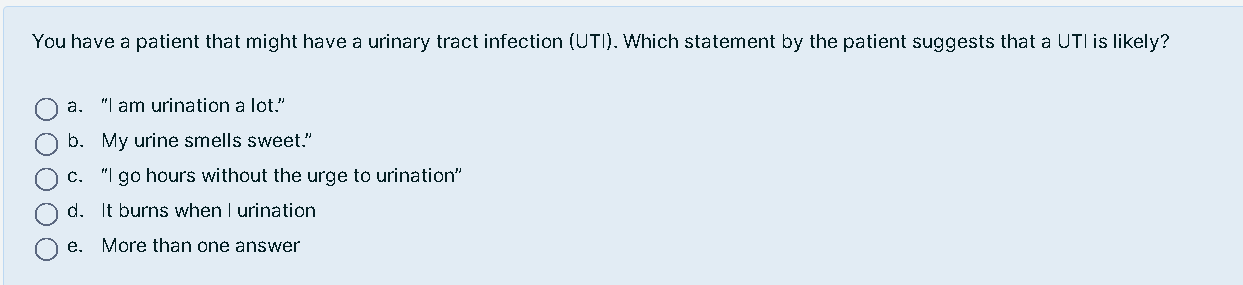 You have a patient that might have a urinary tract infection (UTI). Which statement by the patient suggests that a UTI is likely?
a. "I am urination a lot."
b. My urine smells sweet."
c. "I go hours without the urge to urination"
d. It burns when I urination
e. More than one answer